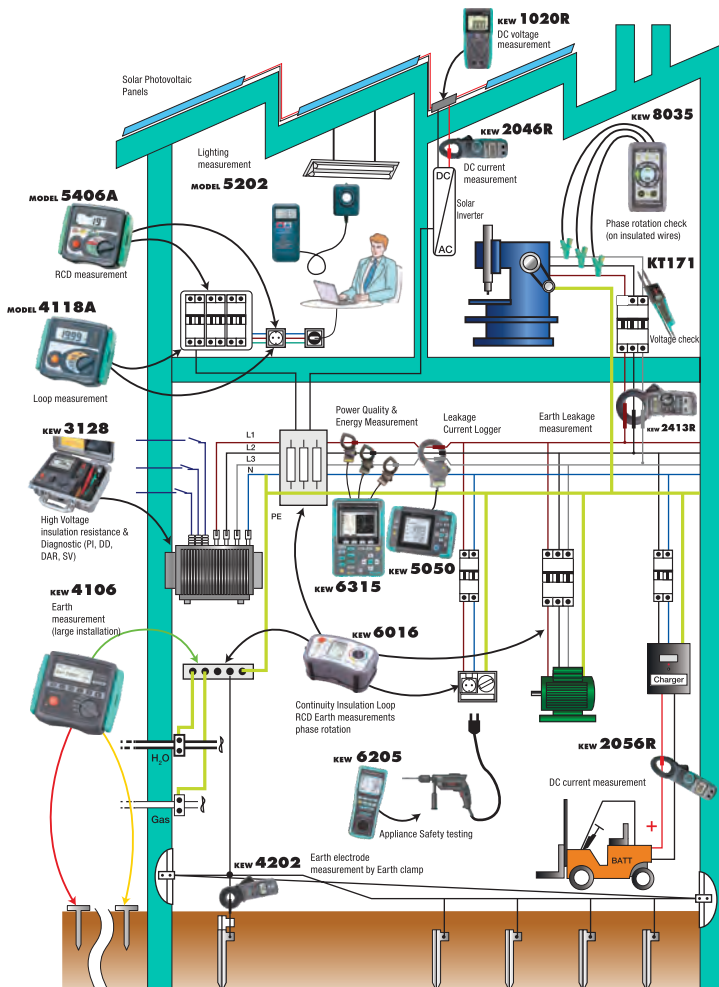 KEW 1020R
DC voltage
measurement
Solar Photovoltaic
Panels
KEW 2046R
DC current
measurement
KEW 8035
Phase rotation check
(on insulated wires)
Lighting
measurement
MODEL 5202
DC
AC
Solar
Inverter
MODEL 5406A
RCD measurement
KT171
Voltage check
MODEL 4118A
Loop measurement
KEW 2413R
Power Quality &
Energy Measurement
Leakage
Current Logger
Earth Leakage
measurement
KEW 3128
High Voltage
insulation resistance &
Diagnostic (PI, DD,
DAR, SV)
L1
L2
L3
N
PE
KEW 6315
KEW 5050
KEW 4106
Earth
measurement
(large installation)
KEW 6016
Continuity Insulation Loop
RCD Earth measurements
phase rotation
Charger
H2O
Gas
KEW 6205
Appliance Safety testing
KEW 2056R
DC current measurement
+
BATT
KEW 4202
Earth electrode
measurement by Earth clamp